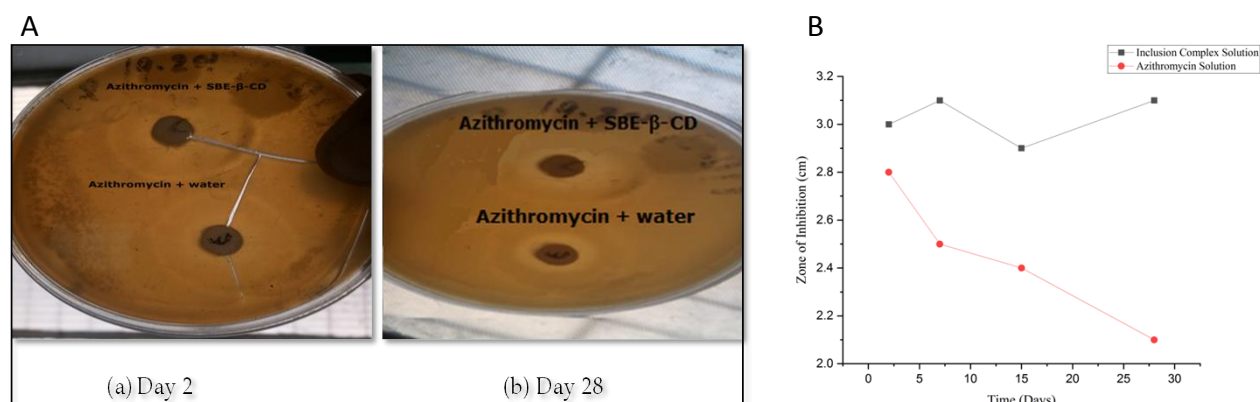 A
19.20
Azithromycin + SBE-β-CD
Azithromycin + water
(a) Day 2
Azithromycin + SBE-β-CD
Azithromycin + water
(b) Day 28
B
Inclusion Complex Solution
Azithromycin Solution
Zone of Inhibition (cm)
3.2
3.0
2.8
2.6
2.4
2.2
2.0
0 5 10 15 20 25 30
Time (Days)